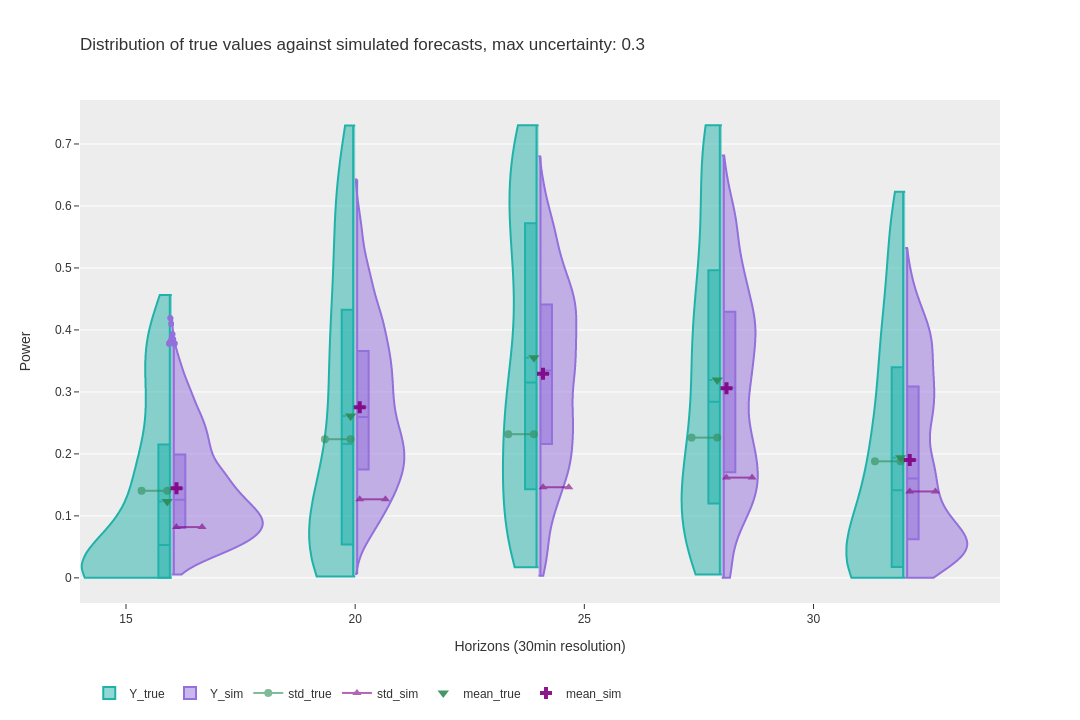 Distribution of true values against simulated forecasts, max uncertainty: 0.3
0.7
0.6
0.5
0.4
0.3
0.2
0.1
0
Power
15
20
25
30
Horizons (30min resolution)
Y_true
Y_sim
std_true
std_sim
mean_true
mean_sim